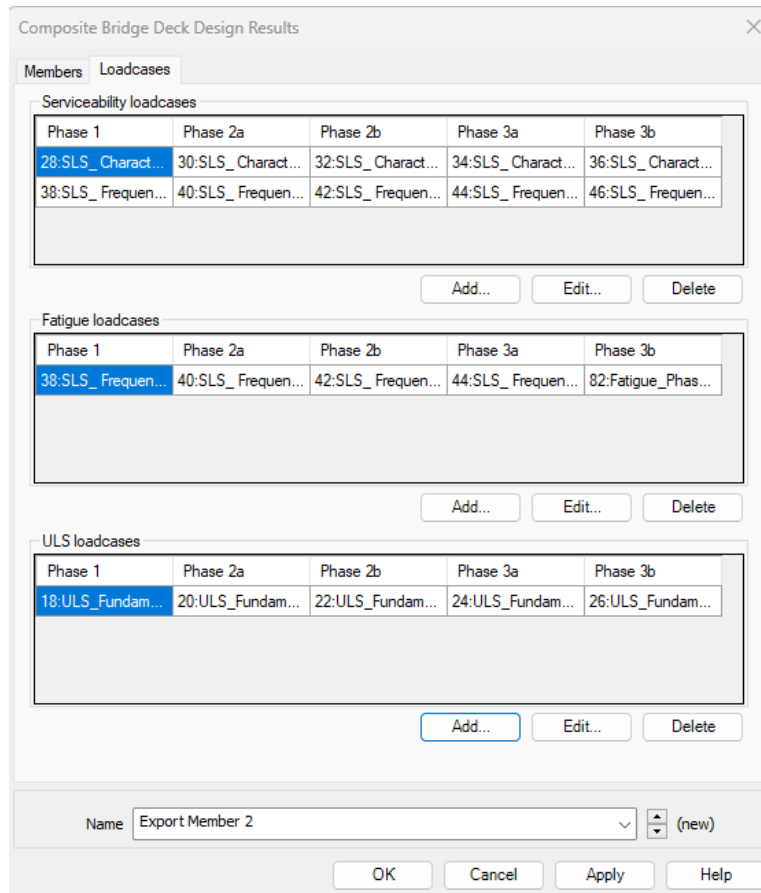 Composite Bridge Deck Design Results
Members Loadcases
Serviceability loadcases
Phase 1 Phase 2a Phase 2b Phase 3a Phase 3b
28:SLS_ Charact... 30:SLS_ Charact... 32:SLS_ Charact... 34:SLS_ Charact... 36:SLS_ Charact...
38:SLS_ Frequen... 40:SLS_ Frequen... 42:SLS_ Frequen... 44:SLS_ Frequen... 46:SLS_ Frequen...
Add... Edit... Delete
Fatigue loadcases
Phase 1 Phase 2a Phase 2b Phase 3a Phase 3b
38:SLS_ Frequen... 40:SLS_ Frequen... 42:SLS_ Frequen... 44:SLS_ Frequen... 82:Fatigue_Phas...
Add... Edit... Delete
ULS loadcases
Phase 1 Phase 2a Phase 2b Phase 3a Phase 3b
18:ULS_Fundam... 20:ULS_Fundam... 22:ULS_Fundam... 24:ULS_Fundam... 26:ULS_Fundam...
Add... Edit... Delete
Name Export Member 2 (new)
OK Cancel Apply Help